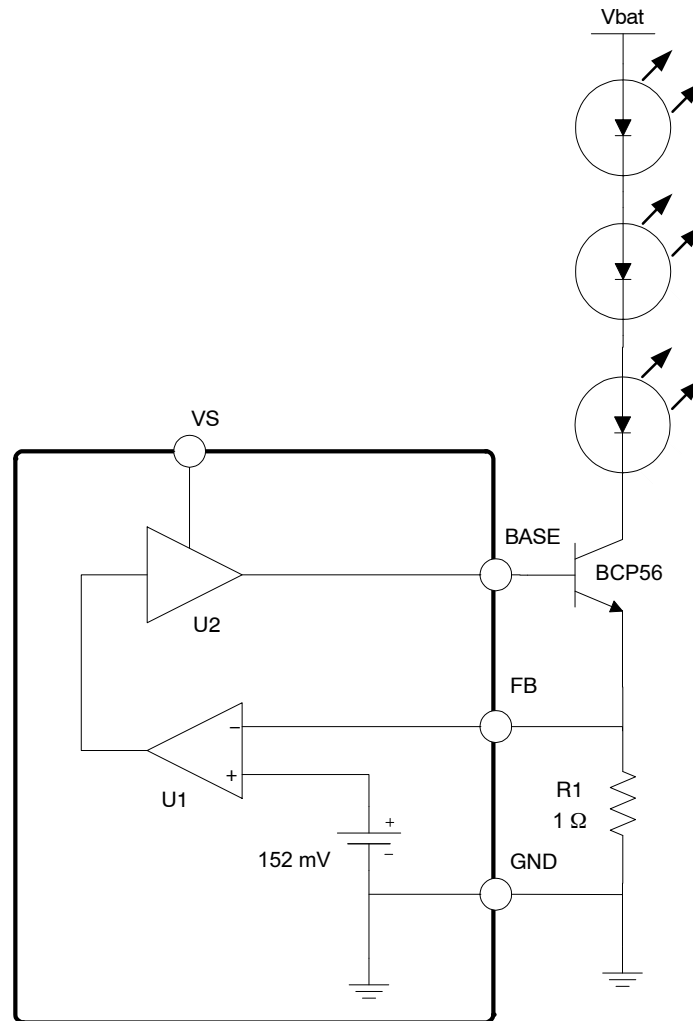 Vbat
VS
BASE
BCP56
U2
FB
−
+
U1
R1
1 Ω
+
−
152 mV
GND